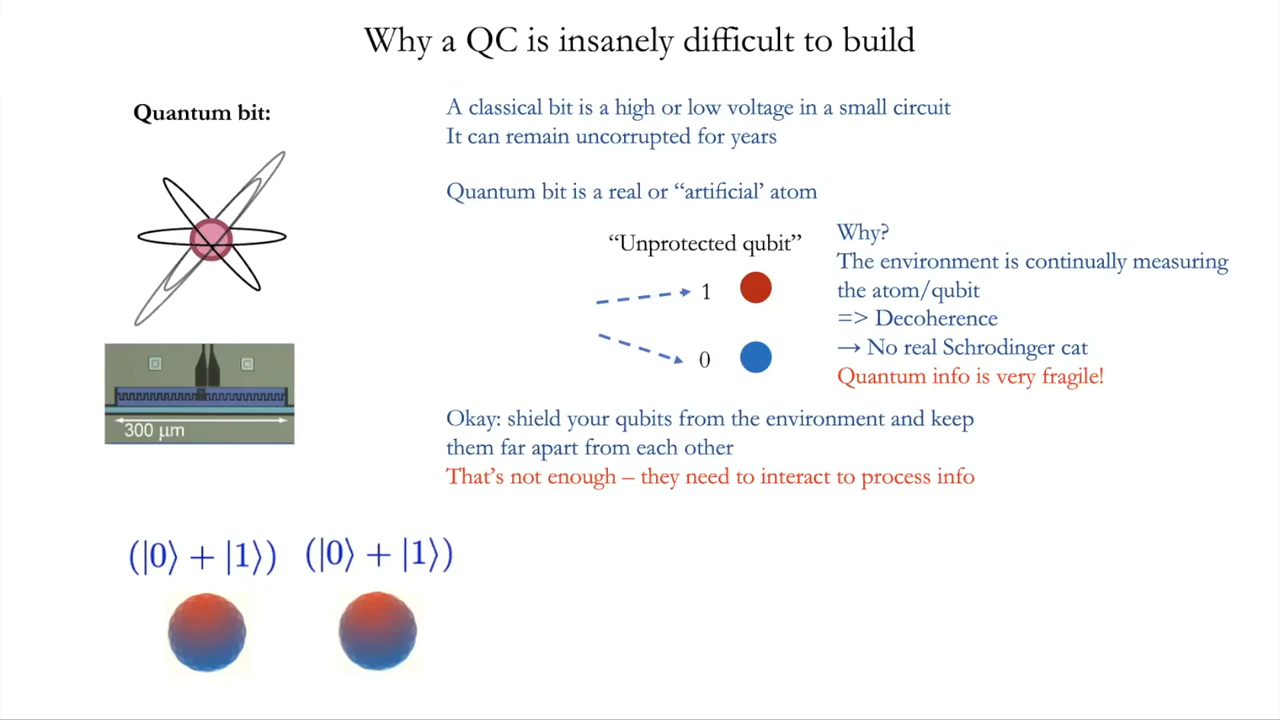 Why a QC is insanely difficult to build
Quantum bit:
A classical bit is a high or low voltage in a small circuit
It can remain uncorrupted for years
Quantum bit is a real or “artificial’ atom
“Unprotected qubit”
1
0
Why?
The environment is continually measuring
the atom/qubit
=> Decoherence
→ No real Schrodinger cat
Quantum info is very fragile!
300 μm
Okay: shield your qubits from the environment and keep
them far apart from each other
That’s not enough – they need to interact to process info
(|0⟩ + |1⟩) (|0⟩ + |1⟩)